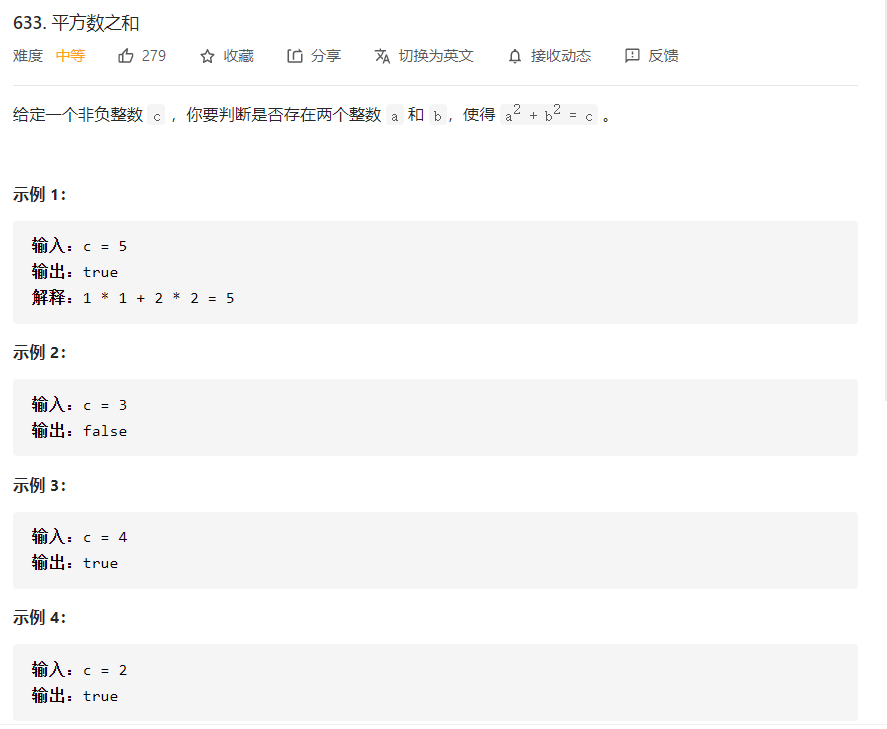 633. 平方数之和
难度 中等 279 收藏 分享 切换为英文 接收动态 反馈
给定一个非负整数 c ，你要判断是否存在两个整数 a 和 b，使得 a² + b² = c 。
示例 1：
输入：c = 5
输出：true
解释：1 * 1 + 2 * 2 = 5
示例 2：
输入：c = 3
输出：false
示例 3：
输入：c = 4
输出：true
示例 4：
输入：c = 2
输出：true